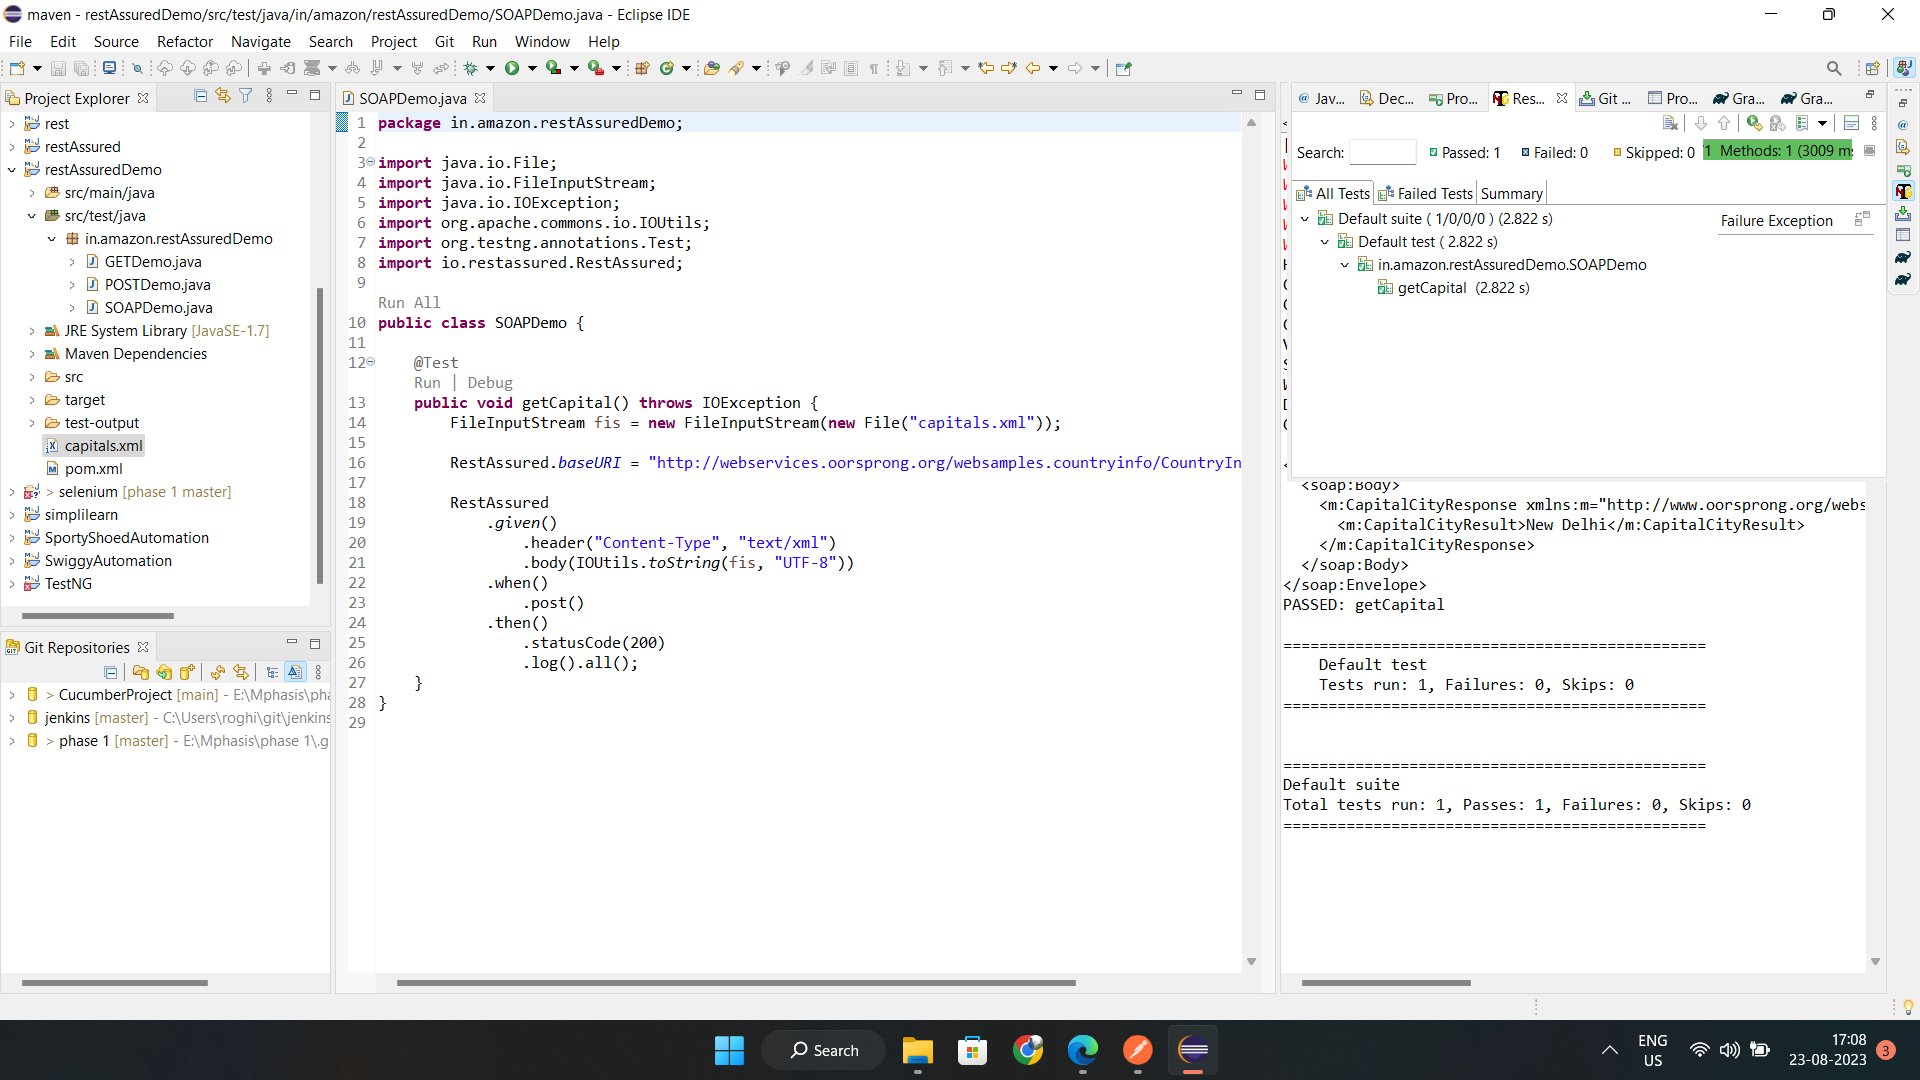 maven - restAssuredDemo/src/test/java/in/amazon/restAssuredDemo/SOAPDemo.java - Eclipse IDE
File Edit Source Refactor Navigate Search Project Git Run Window Help
Project Explorer
rest
restAssured
restAssuredDemo
src/main/java
src/test/java
in.amazon.restAssuredDemo
GETDemo.java
POSTDemo.java
SOAPDemo.java
JRE System Library [JavaSE-1.7]
Maven Dependencies
src
target
test-output
capitals.xml
pom.xml
> selenium [phase 1 master]
simplilearn
SportyShoedAutomation
SwiggyAutomation
TestNG
Git Repositories
> CucumberProject [main] - E:\Mphasis\pha
jenkins [master] - C:\Users\roghi\git\jenkins
> phase 1 [master] - E:\Mphasis\phase 1\.g
SOAPDemo.java
1 package in.amazon.restAssuredDemo;
2
3 import java.io.File;
4 import java.io.FileInputStream;
5 import java.io.IOException;
6 import org.apache.commons.io.IOUtils;
7 import org.testng.annotations.Test;
8 import io.restassured.RestAssured;
9
Run All
10 public class SOAPDemo {
11
12 @Test
Run | Debug
13 public void getCapital() throws IOException {
14 FileInputStream fis = new FileInputStream(new File("capitals.xml"));
15
16 RestAssured.baseURI = "http://webservices.oorsprong.org/websamples.countryinfo/CountryIn
17
18 RestAssured
19 .given()
20 .header("Content-Type", "text/xml")
21 .body(IOUtils.toString(fis, "UTF-8"))
22 .when()
23 .post()
24 .then()
25 .statusCode(200)
26 .log().all();
27 }
28 }
29
@ Jav... Dec... Pro... Res... Git ... Pro... Gra... Gra...
Search: Passed: 1 Failed: 0 Skipped: 0 Methods: 1 (3009 m
All Tests Failed Tests Summary
Default suite ( 1/0/0/0 ) (2.822 s)
Failure Exception
Default test ( 2.822 s)
in.amazon.restAssuredDemo.SOAPDemo
getCapital (2.822 s)
<soap:Body>
<m:CapitalCityResponse xmlns:m="http://www.oorsprong.org/webs
<m:CapitalCityResult>New Delhi</m:CapitalCityResult>
</m:CapitalCityResponse>
</soap:Body>
</soap:Envelope>
PASSED: getCapital
===============================================
Default test
Tests run: 1, Failures: 0, Skips: 0
===============================================
===============================================
Default suite
Total tests run: 1, Passes: 1, Failures: 0, Skips: 0
===============================================
Search
ENG
US
17:08
23-08-2023
3